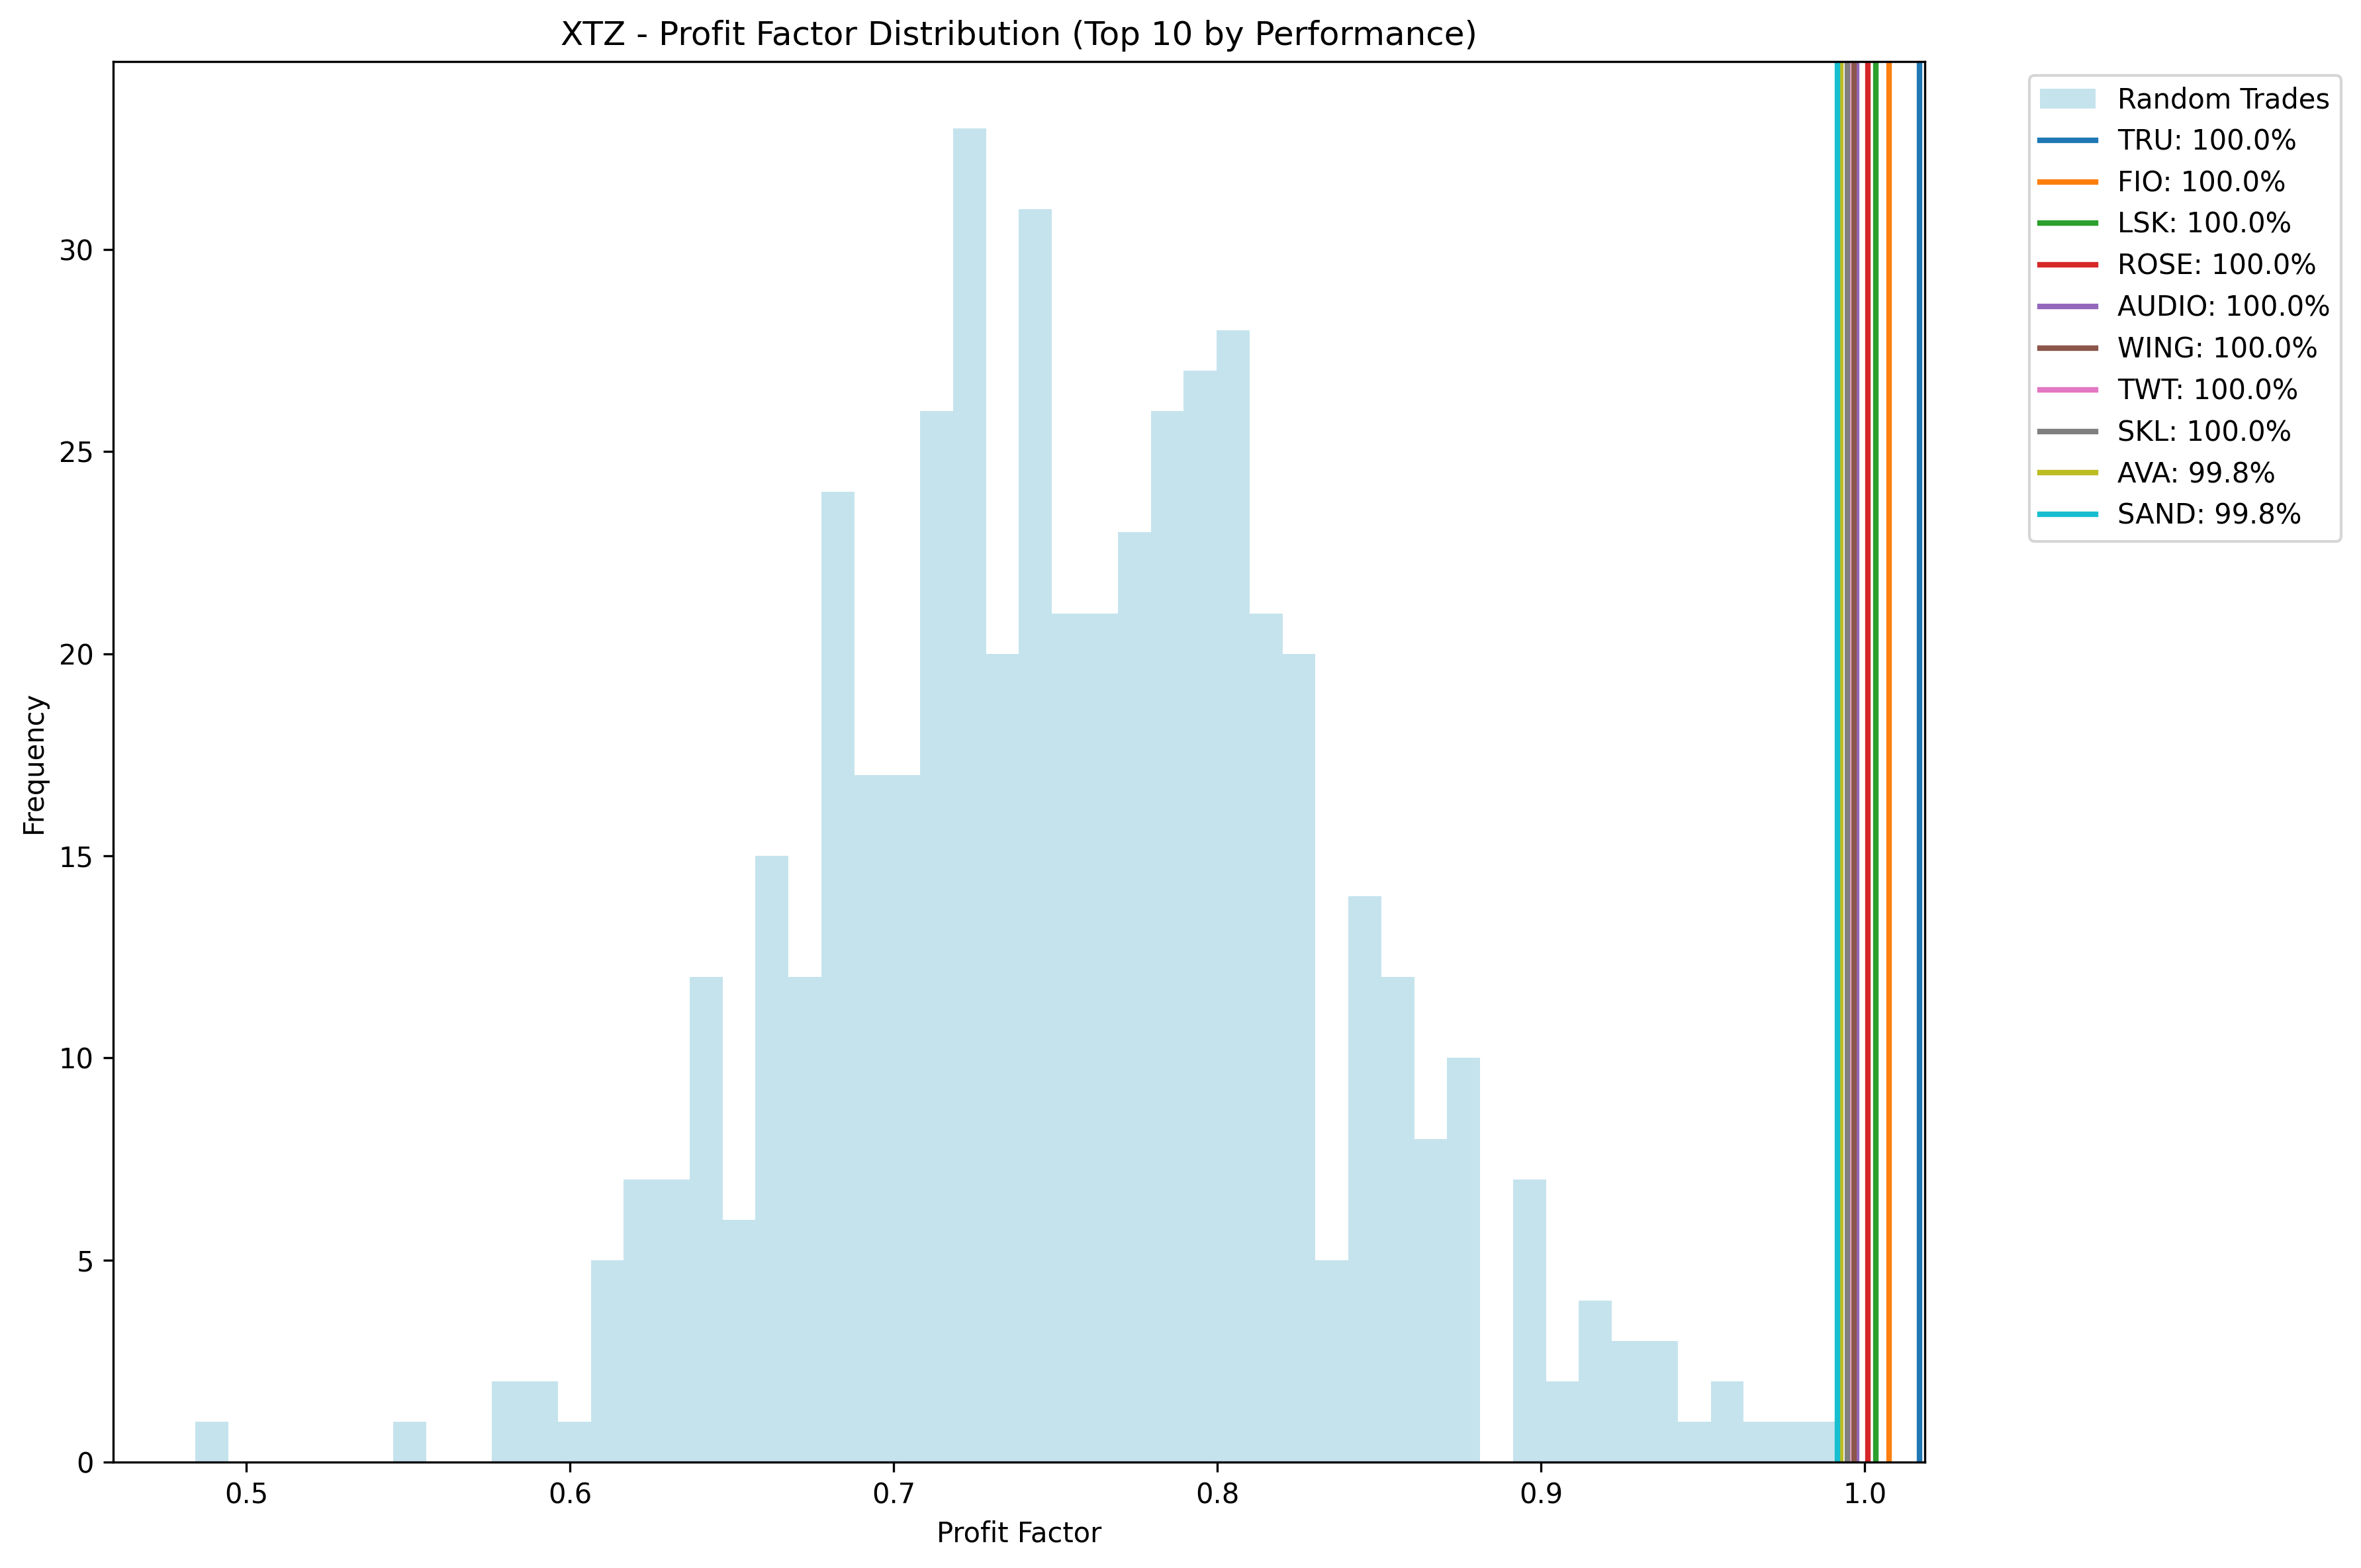 XTZ - Profit Factor Distribution (Top 10 by Performance)
Frequency
30
25
20
15
10
5
0
0.5
0.6
0.7
0.8
0.9
1.0
Profit Factor
Random Trades
TRU: 100.0%
FIO: 100.0%
LSK: 100.0%
ROSE: 100.0%
AUDIO: 100.0%
WING: 100.0%
TWT: 100.0%
SKL: 100.0%
AVA: 99.8%
SAND: 99.8%